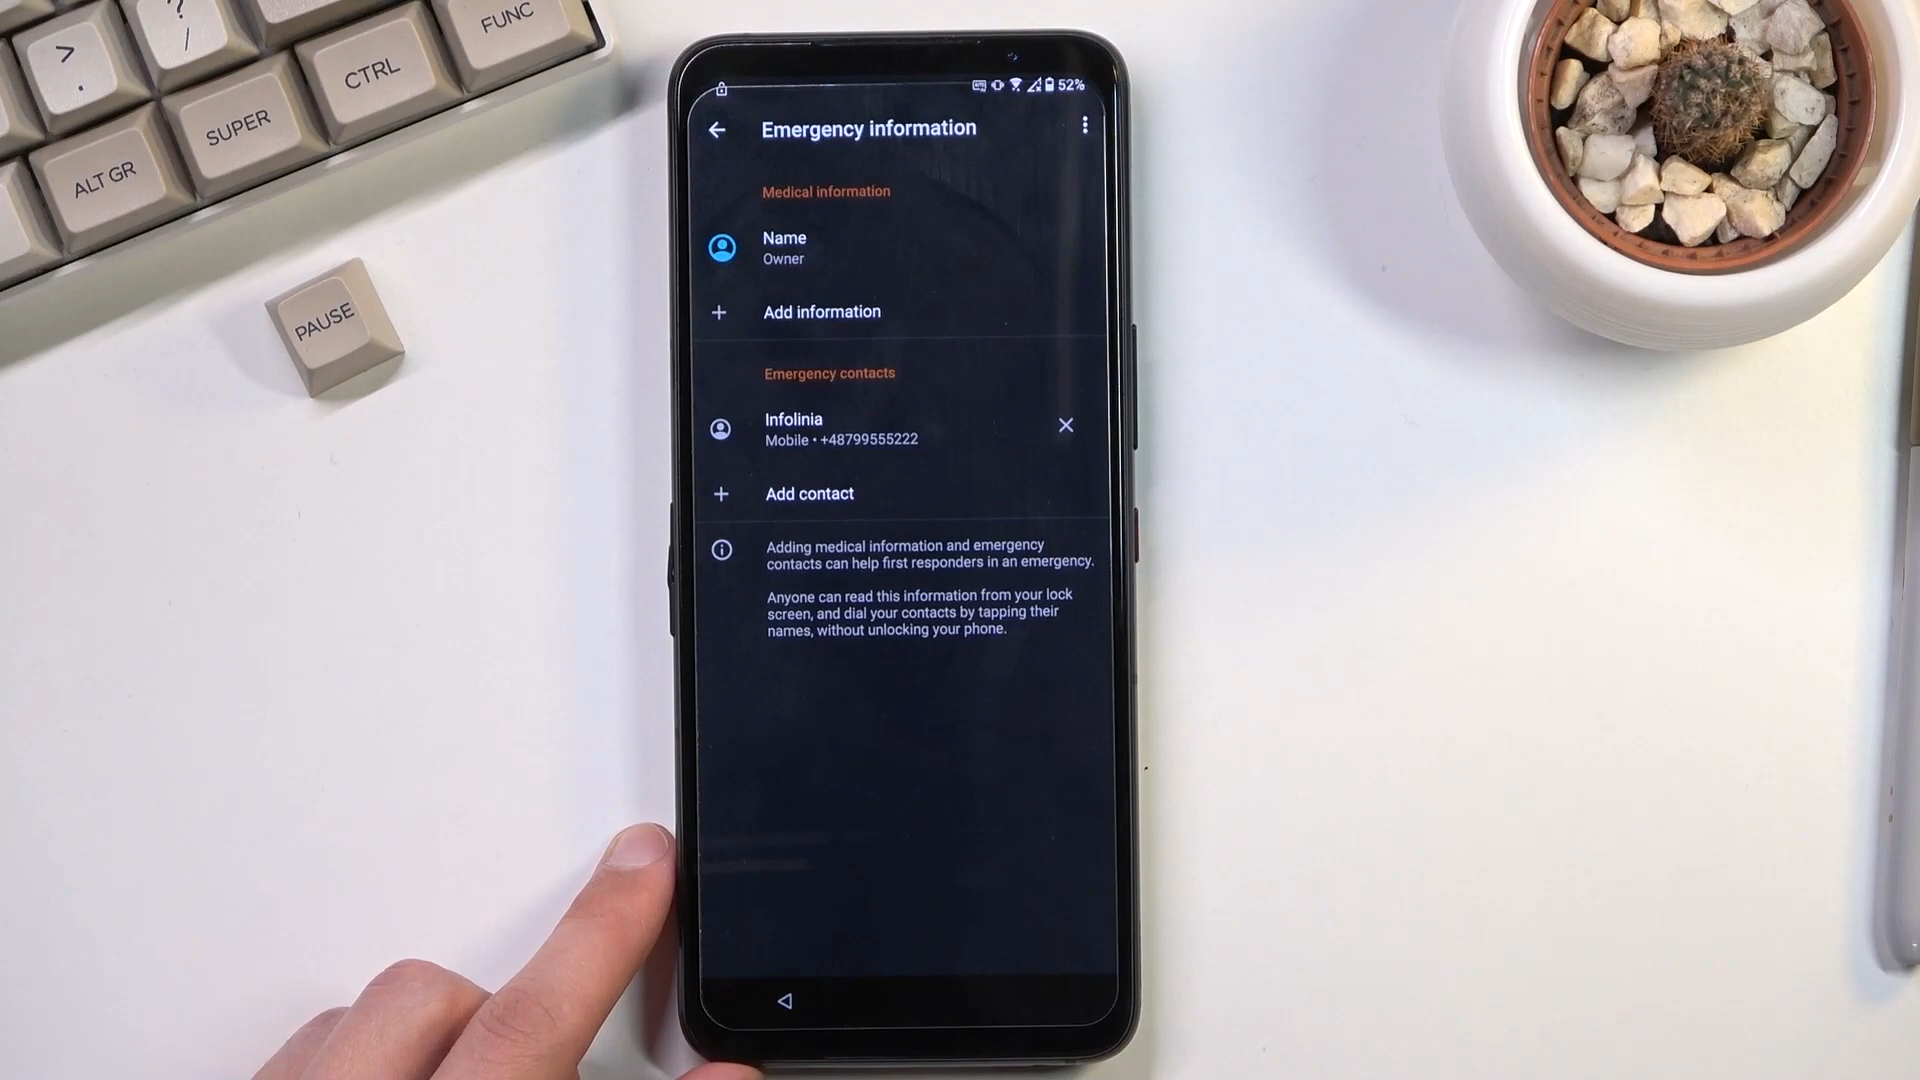 >
.
?
/
FUNC
CTRL
SUPER
ALT GR
PAUSE
52%
Emergency information
Medical information
Name
Owner
Add information
Emergency contacts
Infolinia
Mobile • +48799555222
Add contact
Adding medical information and emergency
contacts can help first responders in an emergency.
Anyone can read this information from your lock
screen, and dial your contacts by tapping their
names, without unlocking your phone.